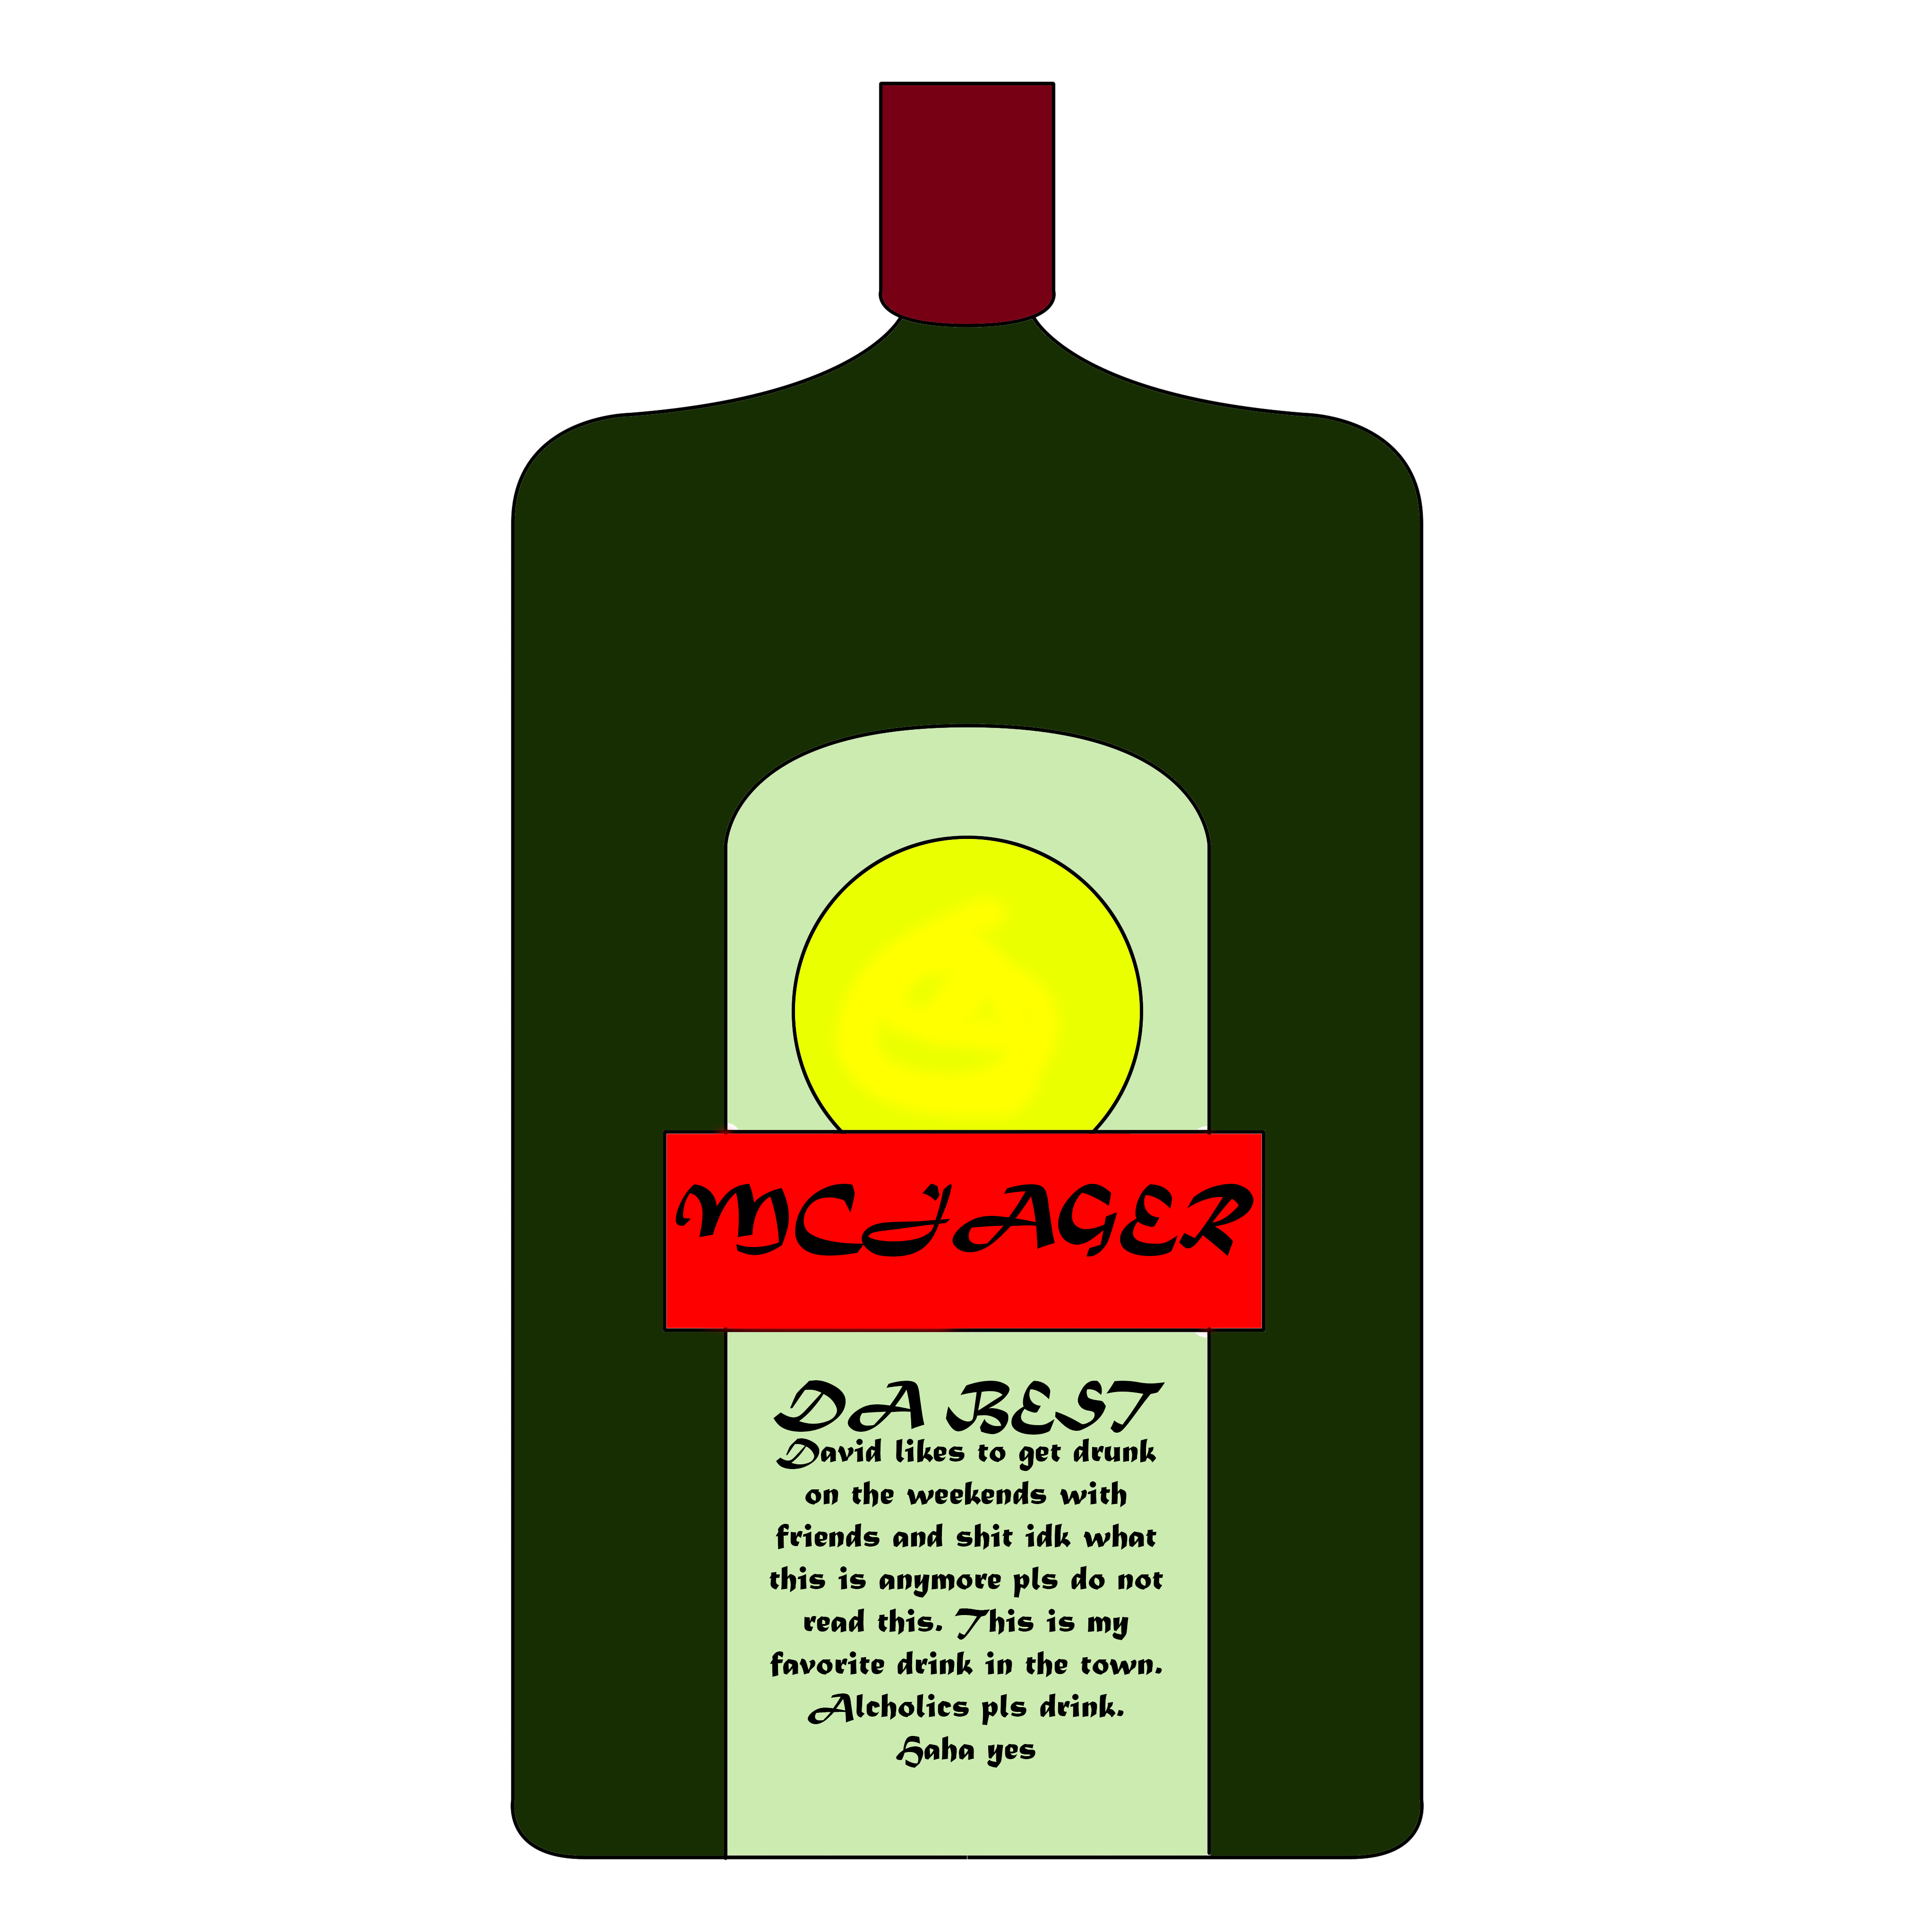 MCJAGER
DA BEST
David likes to get drunk
on the weekends with
friends and shit idk what
this is anymore pls do not
read this. This is my
favorite drink in the town.
Alcholics pls drink.
Haha yes